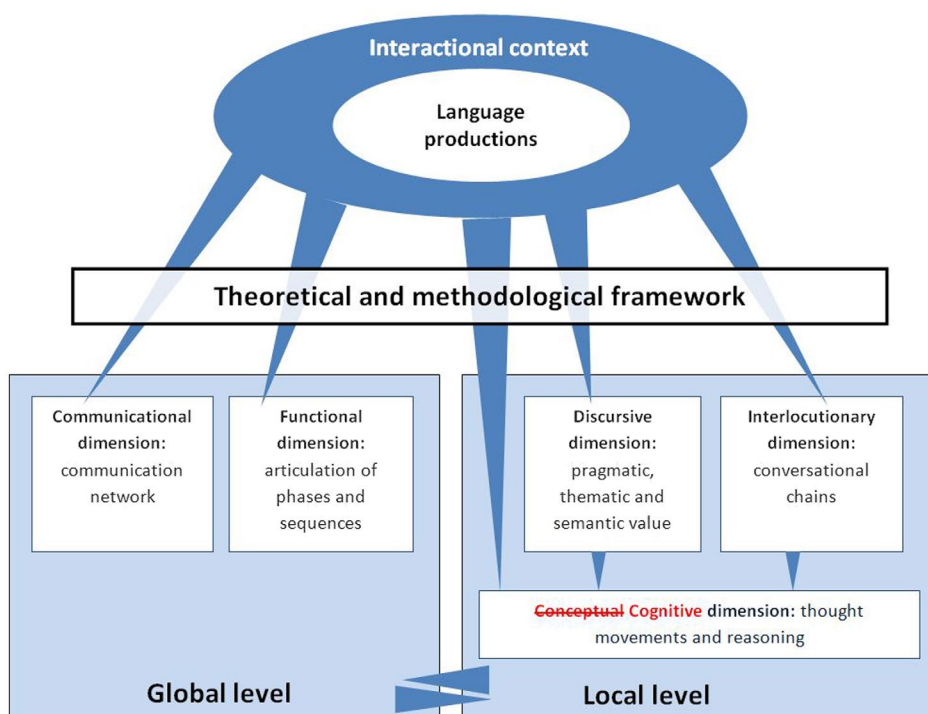 Interactional context
Language
productions
Theoretical and methodological framework
Communicational
dimension:
communication
network
Functional
dimension:
articulation of
phases and
sequences
Discursive
dimension:
pragmatic,
thematic and
semantic value
Interlocutionary
dimension:
conversational
chains
Conceptual Cognitive dimension: thought
movements and reasoning
Global level
Local level